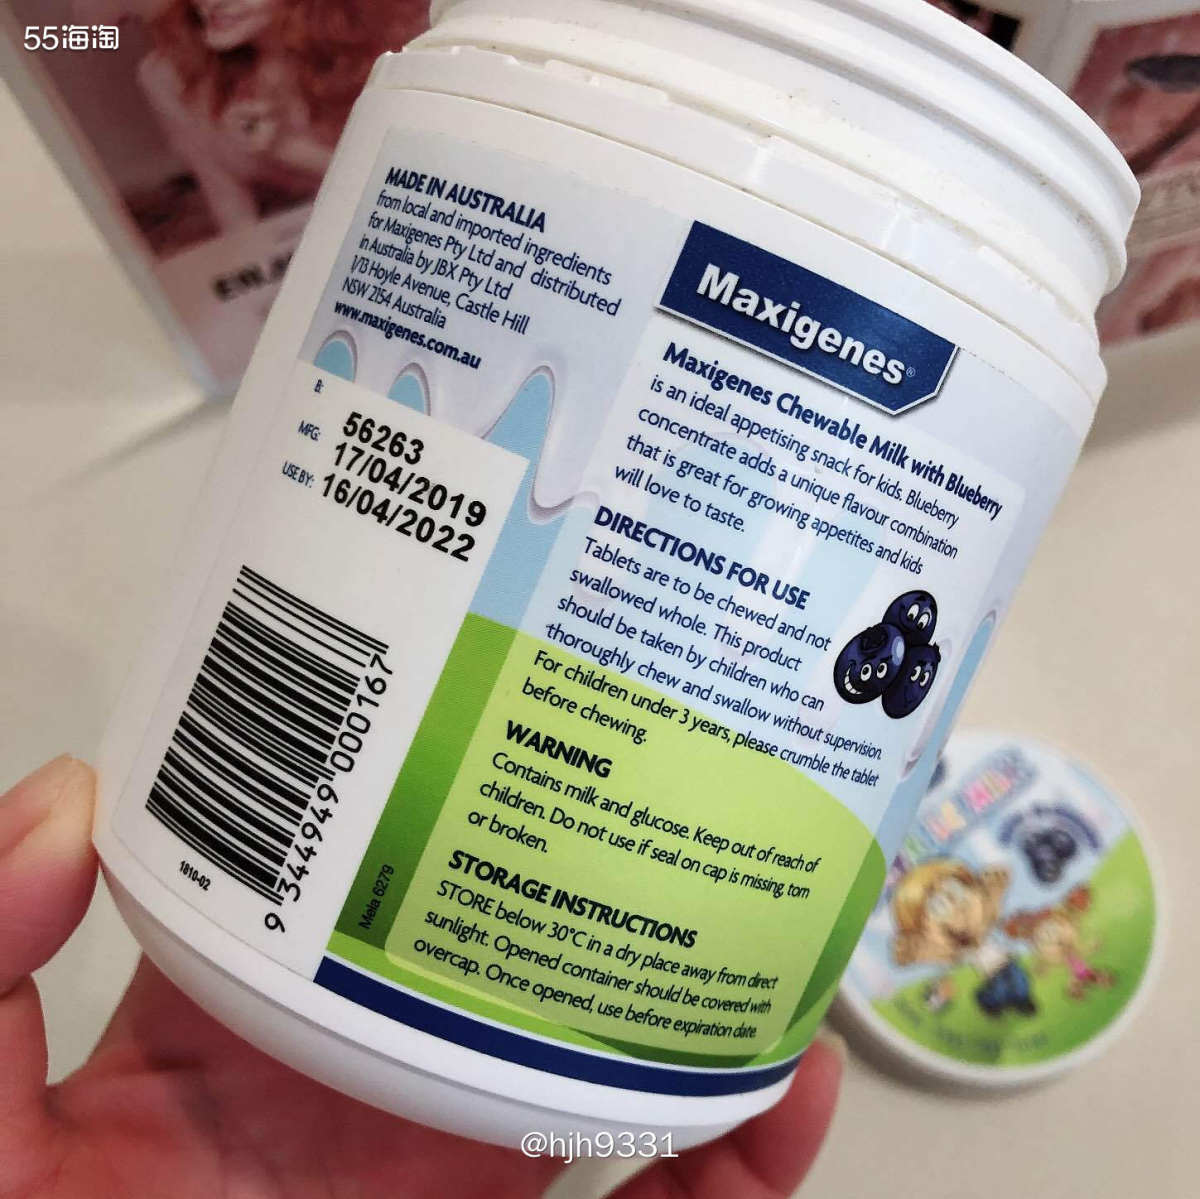 55海淘
MADE IN AUSTRALIA
from local and imported ingredients
for Maxigenes Pty Ltd and distributed
in Australia by JBX Pty Ltd
1/13 Hoyle Avenue, Castle Hill
NSW 2154 Australia
www.maxigenes.com.au
B: 56263
MFG: 17/04/2019
USE BY: 16/04/2022
9 344949 000167
1810-02
Mela 6279
Maxigenes®
Maxigenes Chewable Milk with Blueberry
is an ideal appetising snack for kids. Blueberry
concentrate adds a unique flavour combination
that is great for growing appetites and kids
will love to taste.
DIRECTIONS FOR USE
Tablets are to be chewed and not
swallowed whole. This product
should be taken by children who can
thoroughly chew and swallow without supervision.
For children under 3 years, please crumble the tablet
before chewing.
WARNING
Contains milk and glucose. Keep out of reach of
children. Do not use if seal on cap is missing, torn
or broken.
STORAGE INSTRUCTIONS
STORE below 30°C in a dry place away from direct
sunlight. Opened container should be covered with
overcap. Once opened, use before expiration date.
@hjh9331